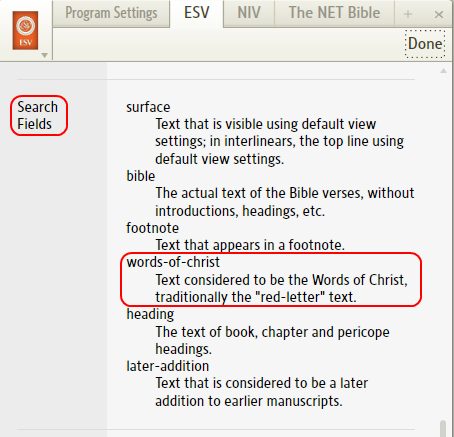 Program Settings ESV NIV The NET Bible + ×
ESV
Done
Search
Fields
surface
Text that is visible using default view
settings; in interlinears, the top line using
default view settings.
bible
The actual text of the Bible verses, without
introductions, headings, etc.
footnote
Text that appears in a footnote.
words-of-christ
Text considered to be the Words of Christ,
traditionally the "red-letter" text.
heading
The text of book, chapter and pericope
headings.
later-addition
Text that is considered to be a later
addition to earlier manuscripts.